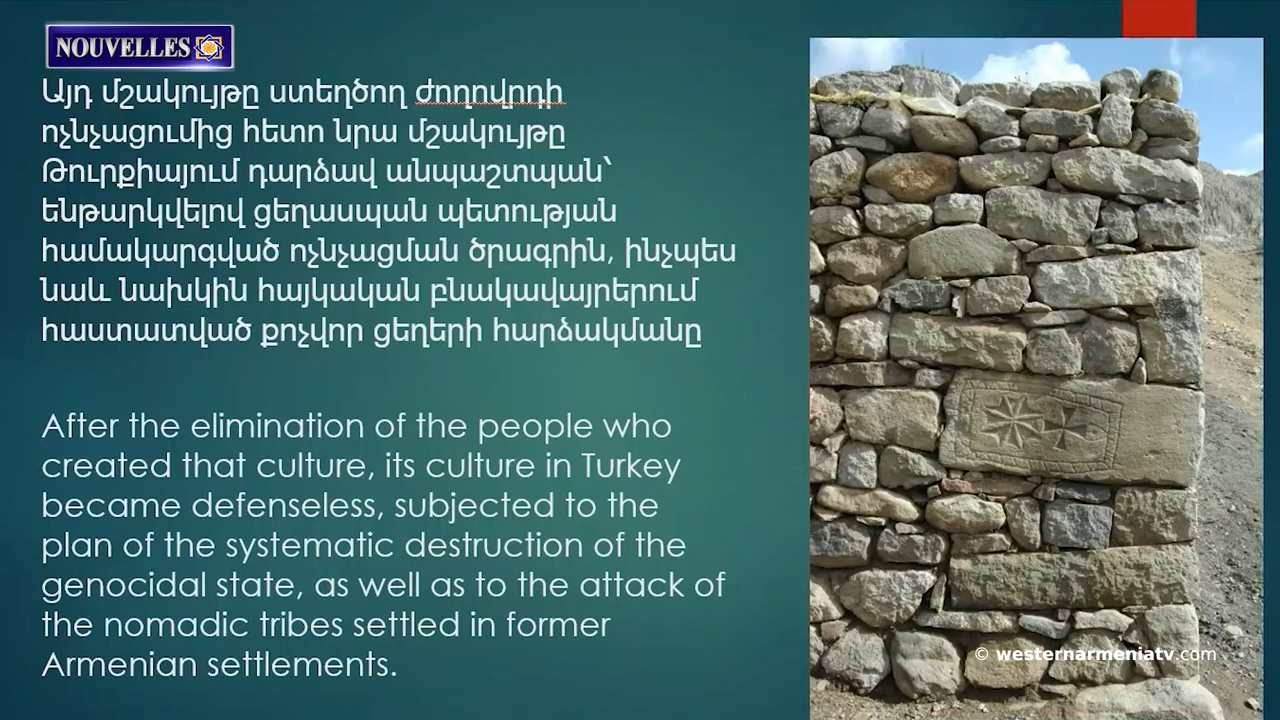 NOUVELLES
Այդ մշակույթը ստեղծող ժողովրդի
ոչնչացումից հետո նրա մշակույթը
Թուրքիայում դարձավ անպաշտպան՝
ենթարկվելով ցեղասպան պետության
համակարգված ոչնչացման ծրագրին, ինչպես
նաև նախկին հայկական բնակավայրերում
հաստատված քոչվոր ցեղերի հարձակմանը
After the elimination of the people who
created that culture, its culture in Turkey
became defenseless, subjected to the
plan of the systematic destruction of the
genocidal state, as well as to the attack of
the nomadic tribes settled in former
Armenian settlements.
© westernarmeniatv.com